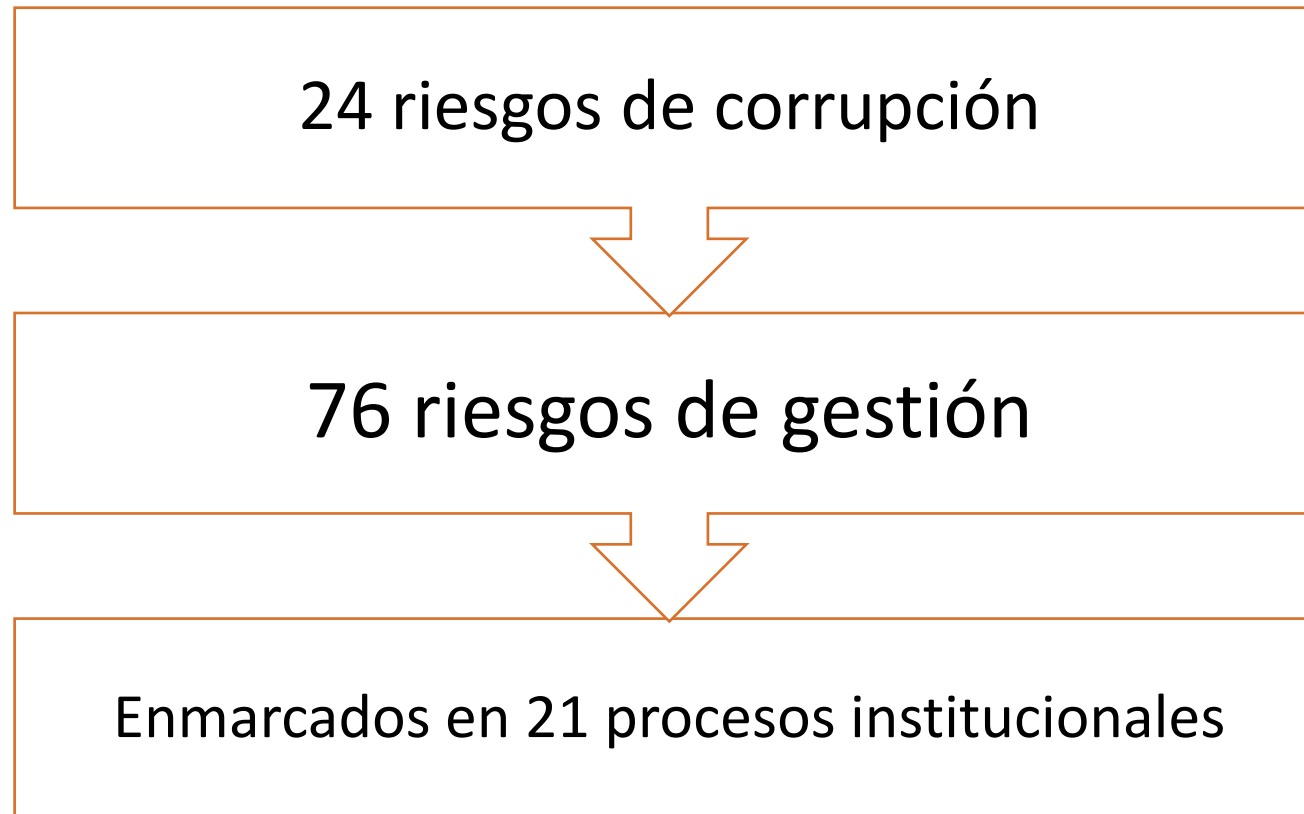 24 riesgos de corrupción
76 riesgos de gestión
Enmarcados en 21 procesos institucionales